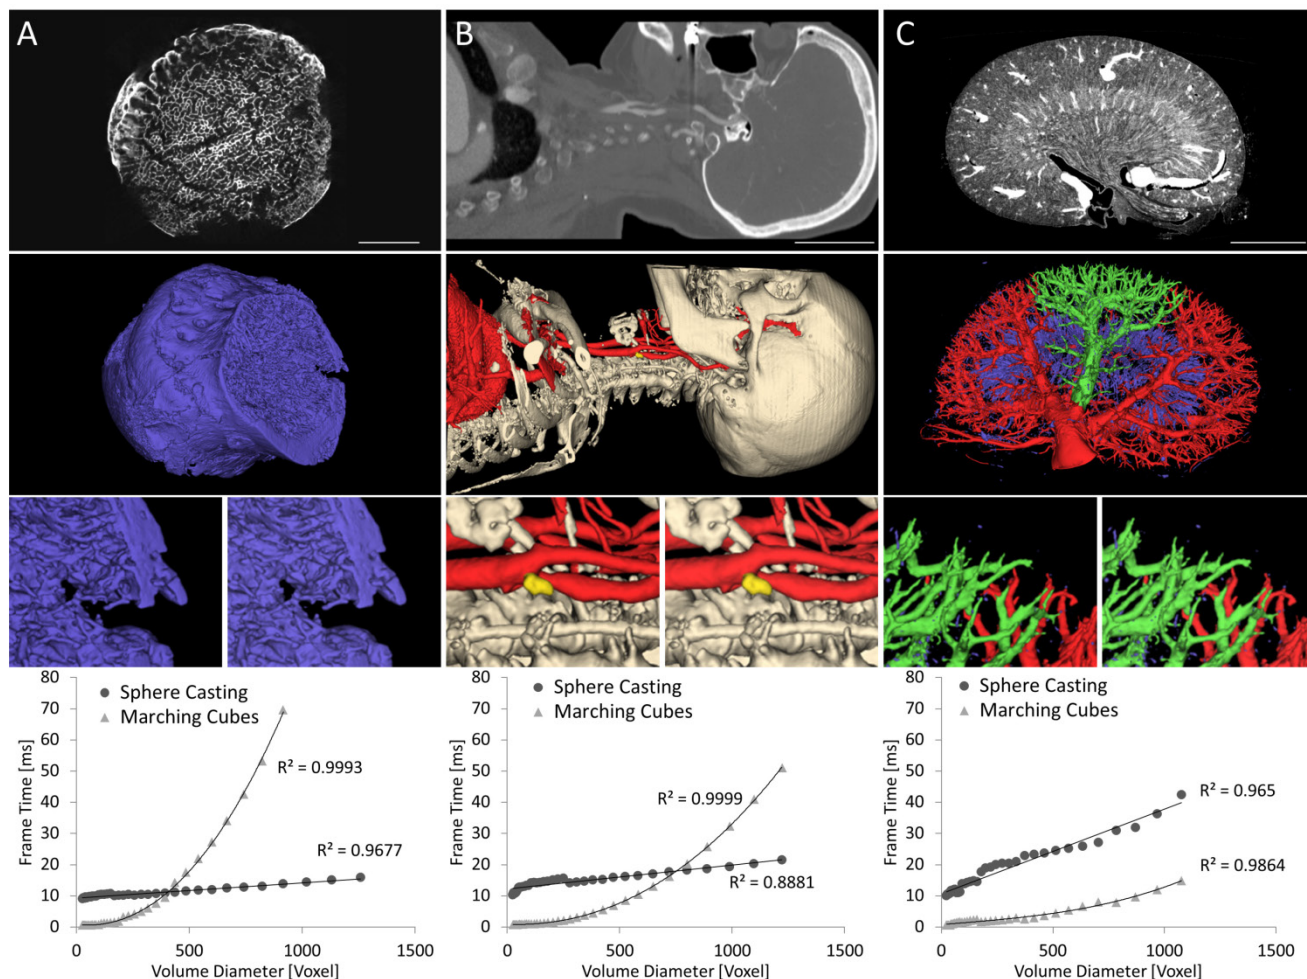 A
B
C
80
70
60
50
40
30
20
10
0
Frame Time [ms]
Sphere Casting
Marching Cubes
R² = 0.9993
R² = 0.9677
0
500
1000
1500
Volume Diameter [Voxel]
80
70
60
50
40
30
20
10
0
Frame Time [ms]
Sphere Casting
Marching Cubes
R² = 0.9999
R² = 0.8881
0
500
1000
1500
Volume Diameter [Voxel]
80
70
60
50
40
30
20
10
0
Frame Time [ms]
Sphere Casting
Marching Cubes
R² = 0.965
R² = 0.9864
0
500
1000
1500
Volume Diameter [Voxel]